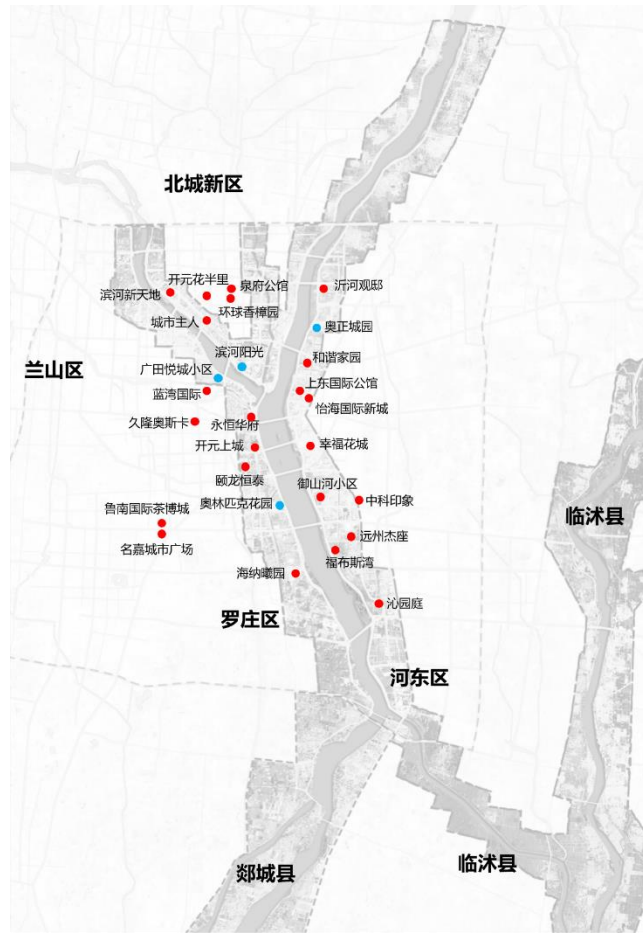 北城新区
开元花半里
泉府公馆
滨河新天地
环球香樟园
沂河观邸
城市主人
奥正城园
滨河阳光
和谐家园
兰山区
广田悦城小区
蓝湾国际
上东国际公馆
怡海国际新城
久隆奥斯卡
永恒华府
开元上城
幸福花城
颐龙恒泰
御山河小区
奥林匹克花园
中科印象
鲁南国际茶博城
临沭县
名嘉城市广场
远州杰座
福布斯湾
海纳曦园
沁园庭
罗庄区
河东区
郯城县
临沭县